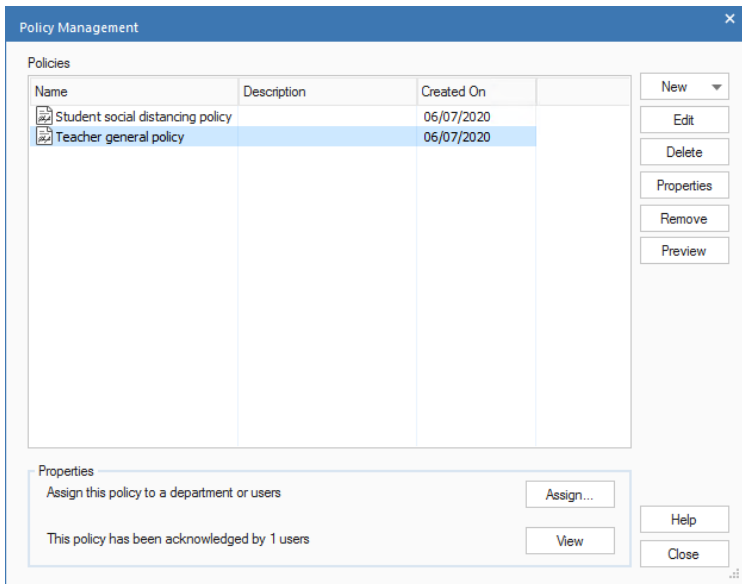 Policy Management
Policies
Name Description Created On
Student social distancing policy 06/07/2020
Teacher general policy 06/07/2020
New
Edit
Delete
Properties
Remove
Preview
Properties
Assign this policy to a department or users Assign...
This policy has been acknowledged by 1 users View
Help
Close